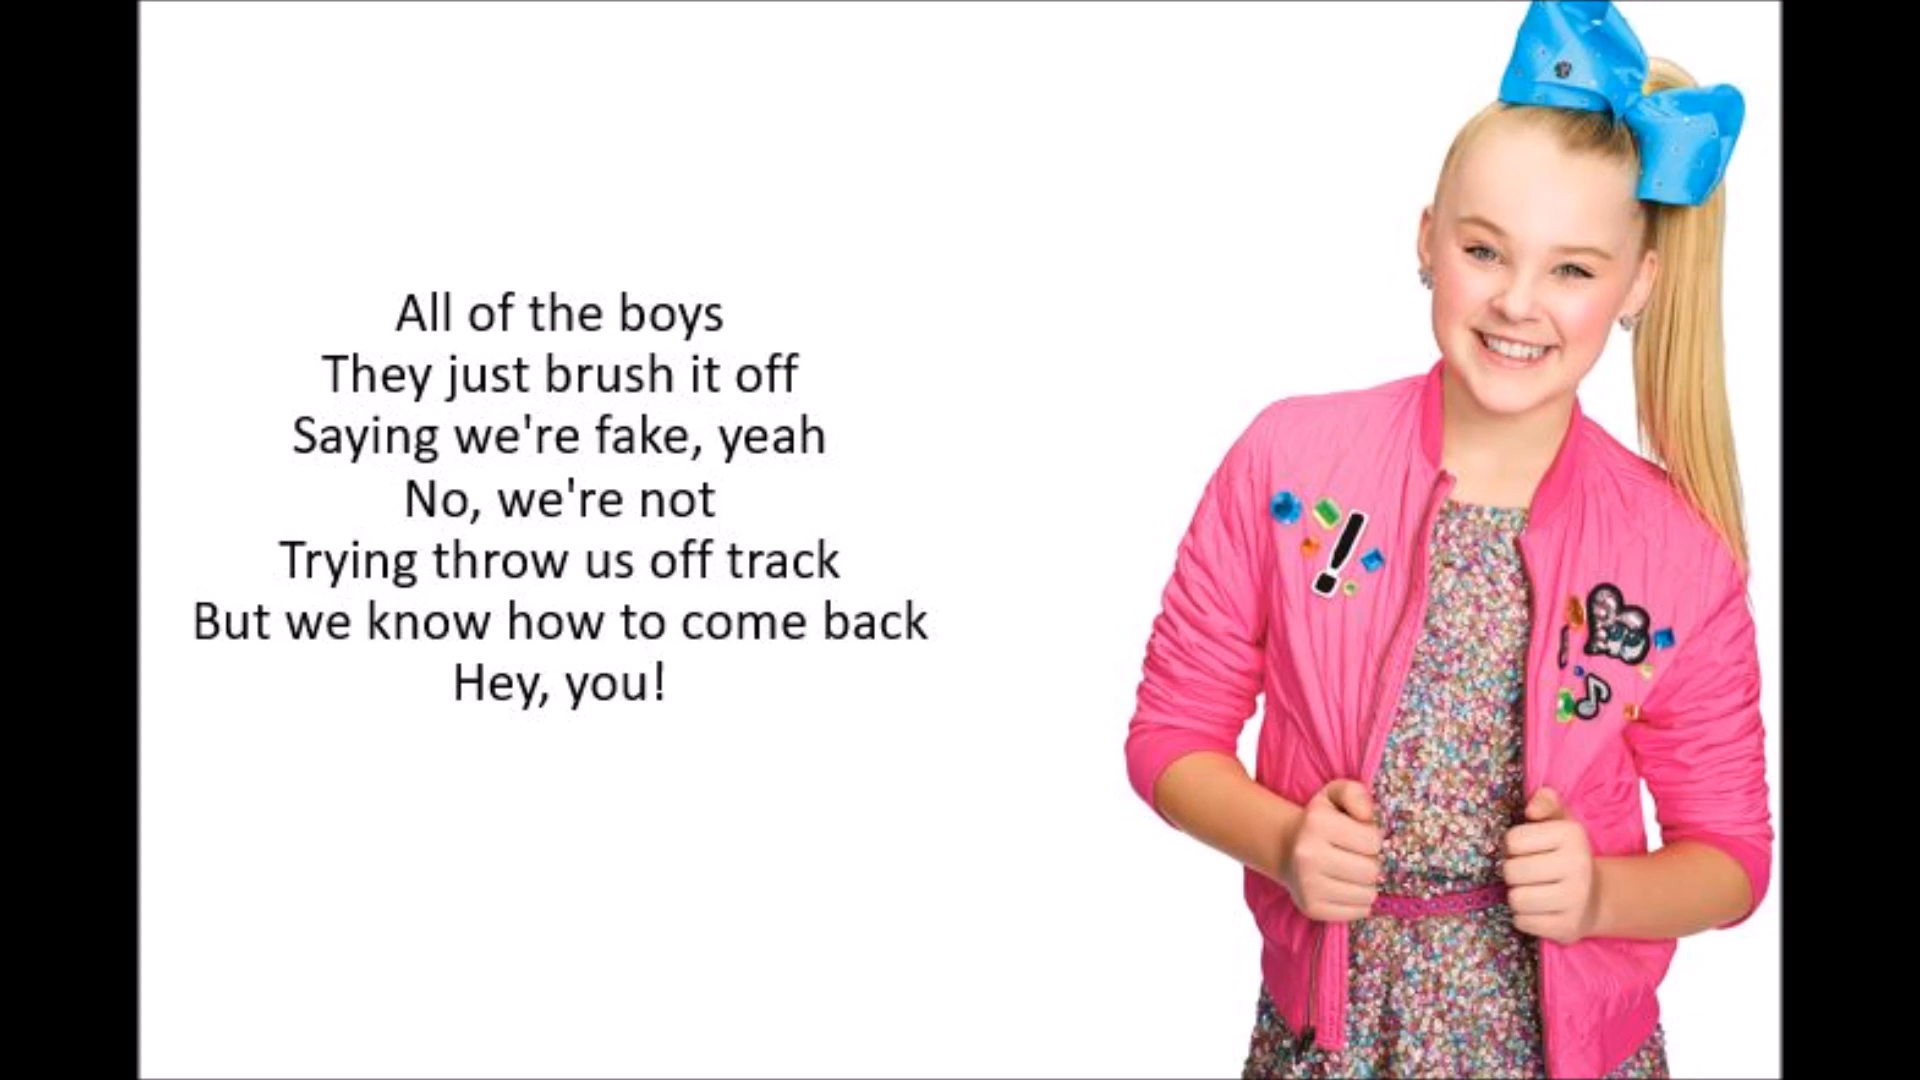 All of the boys
They just brush it off
Saying we're fake, yeah
No, we're not
Trying throw us off track
But we know how to come back
Hey, you!